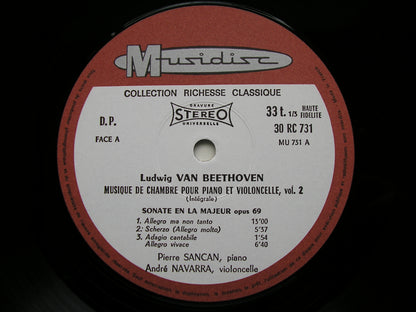 Musidisc
COLLECTION RICHESSE CLASSIQUE
D.P.
FACE A
GRAVURE
STEREO
UNIVERSELLE
33 t. 1/3 HAUTE FIDELITE
30 RC 731
MU 731 A
Ludwig VAN BEETHOVEN
MUSIQUE DE CHAMBRE POUR PIANO ET VIOLONCELLE, vol. 2
(Intégrale)
SONATE EN LA MAJEUR opus 69
1. Allegro ma non tanto 13'00
2. Scherzo (Allegro molto) 5'37
3. Adagio cantabile 1'54
Allegro vivace 6'40
Pierre SANCAN, piano
André NAVARRA, violoncelle